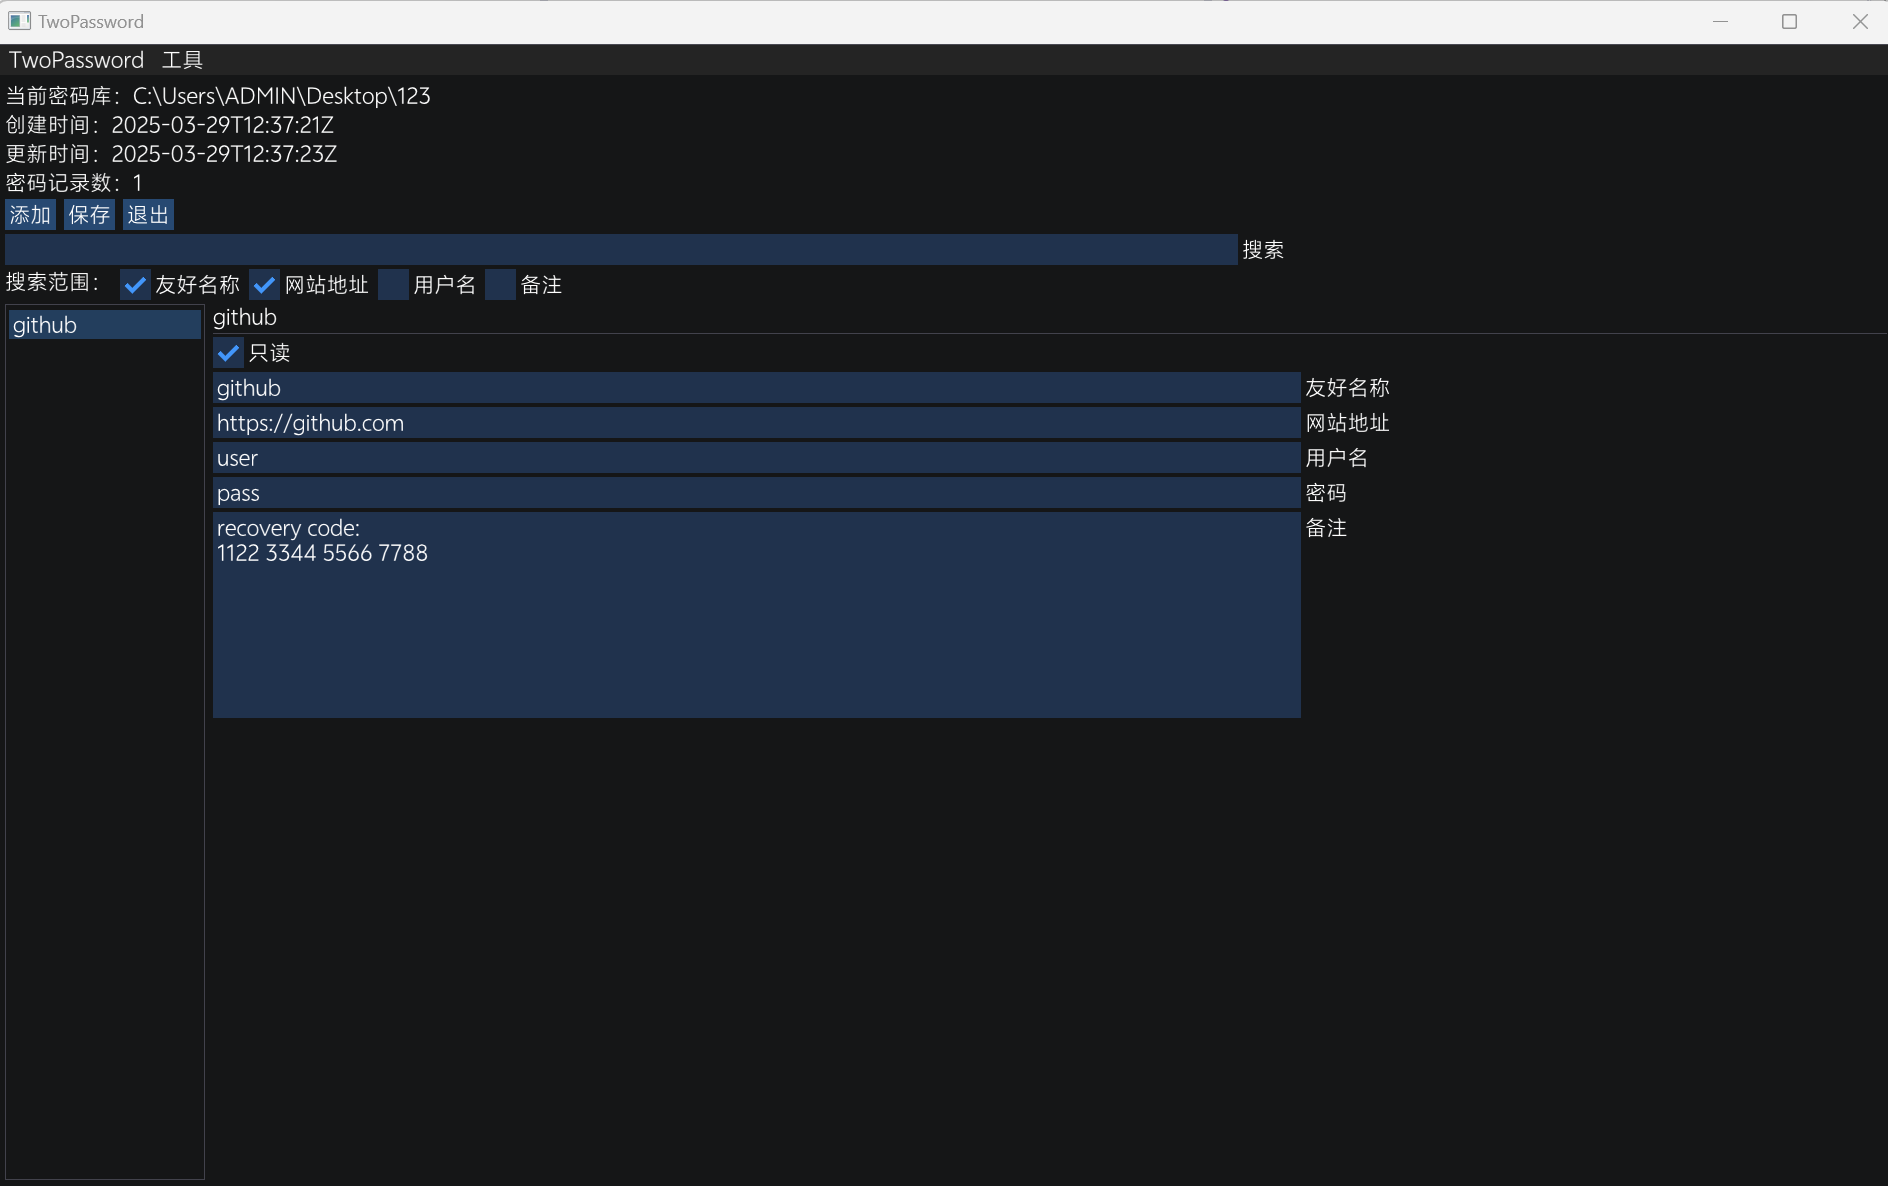 TwoPassword
TwoPassword 工具
当前密码库：C:\Users\ADMIN\Desktop\123
创建时间：2025-03-29T12:37:21Z
更新时间：2025-03-29T12:37:23Z
密码记录数：1
添加 保存 退出
搜索
搜索范围： 友好名称 网站地址 用户名 备注
github
github
只读
github 友好名称
https://github.com 网站地址
user 用户名
pass 密码
recovery code: 备注
1122 3344 5566 7788